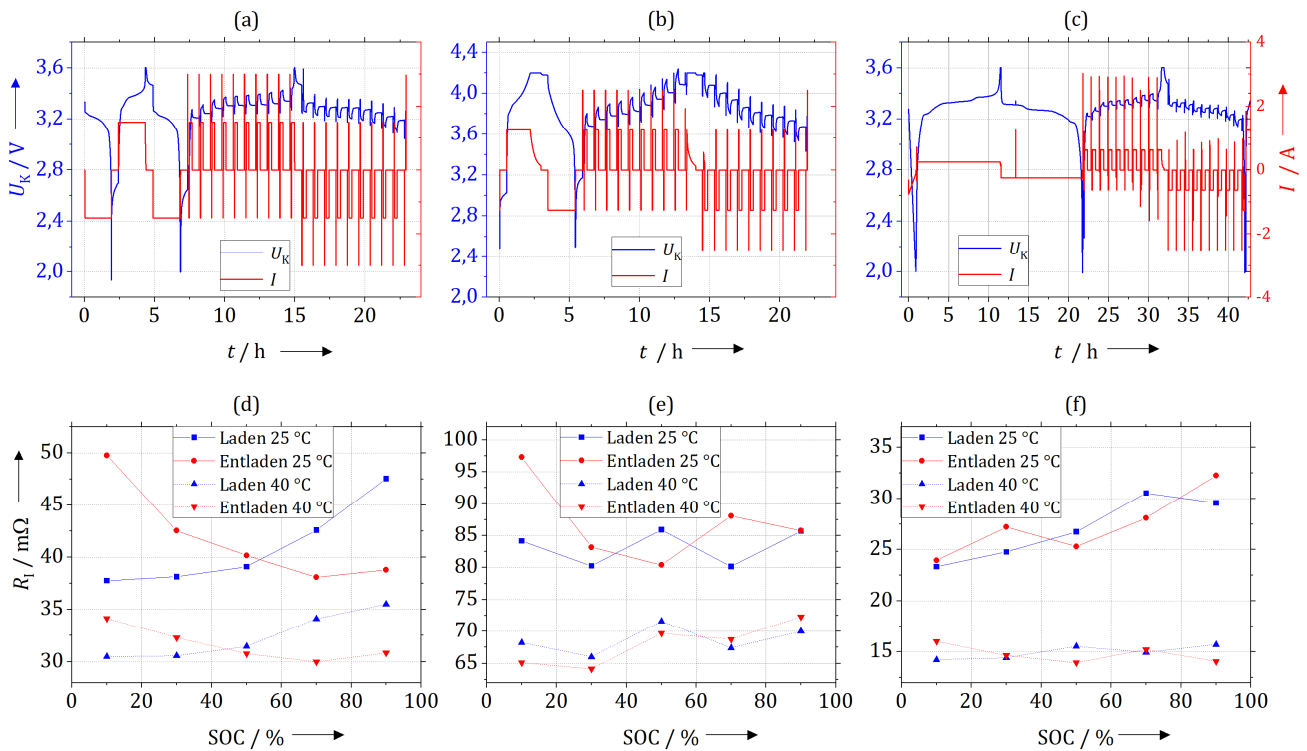 (a)
(b)
(c)
3,6
3,2
2,8
2,4
2,0
U_K / V
U_K
I
0 5 10 15 20
t / h
4,4
4,0
3,6
3,2
2,8
2,4
2,0
U_K
I
0 5 10 15 20
t / h
3,6
3,2
2,8
2,4
2,0
U_K
I
4
3
2
1
0
-1
-2
-3
-4
I / A
0 5 10 15 20 25 30 35 40
t / h
(d)
(e)
(f)
50
45
40
35
30
R_I / mΩ
Laden 25 °C
Entladen 25 °C
Laden 40 °C
Entladen 40 °C
0 20 40 60 80 100
SOC / %
100
95
90
85
80
75
70
65
Laden 25 °C
Entladen 25 °C
Laden 40 °C
Entladen 40 °C
0 20 40 60 80 100
SOC / %
35
30
25
20
15
Laden 25 °C
Entladen 25 °C
Laden 40 °C
Entladen 40 °C
0 20 40 60 80 100
SOC / %